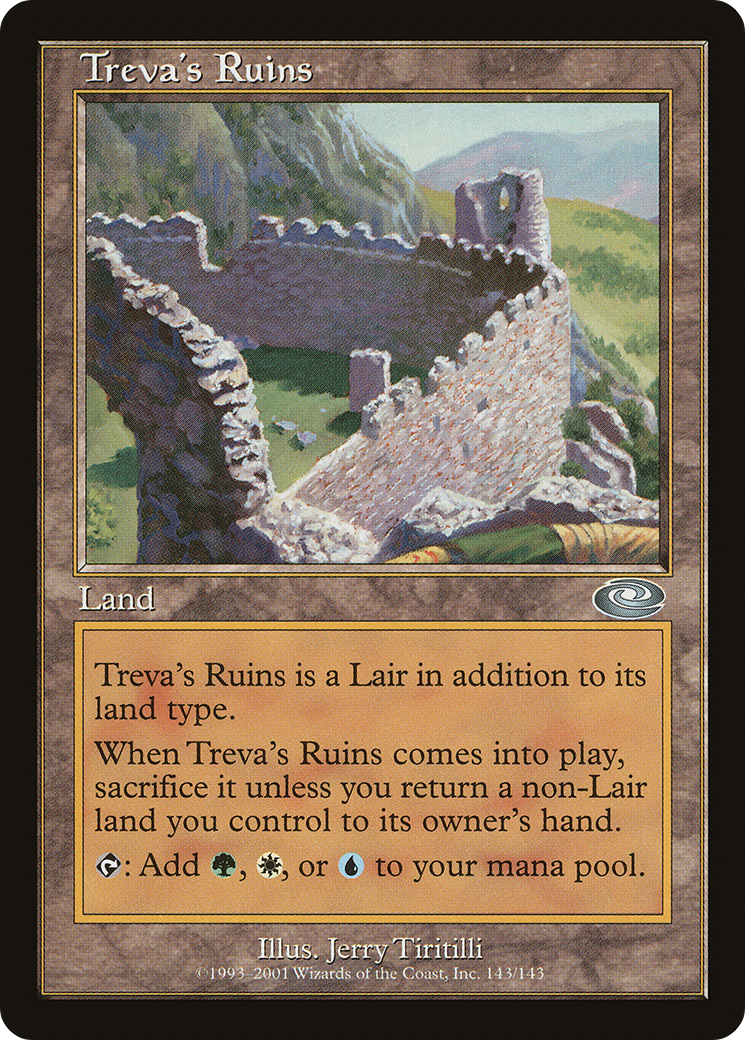 Treva's Ruins
Land
Treva's Ruins is a Lair in addition to its
land type.
When Treva's Ruins comes into play,
sacrifice it unless you return a non-Lair
land you control to its owner's hand.
: Add , , or to your mana pool.
Illus. Jerry Tiritilli
©1993–2001 Wizards of the Coast, Inc. 143/143